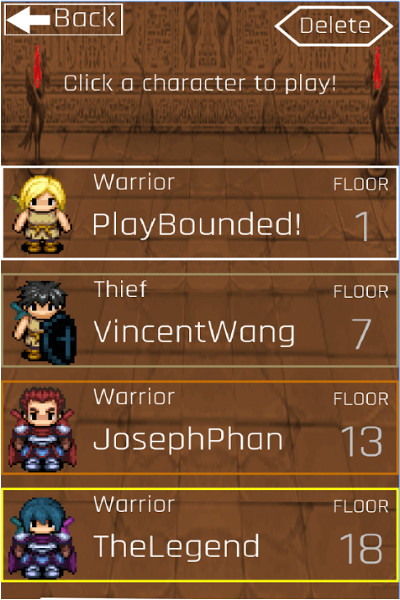 Back
Delete
Click a character to play!
Warrior
FLOOR
PlayBounded!
1
Thief
FLOOR
VincentWang
7
Warrior
FLOOR
JosephPhan
13
Warrior
FLOOR
TheLegend
18